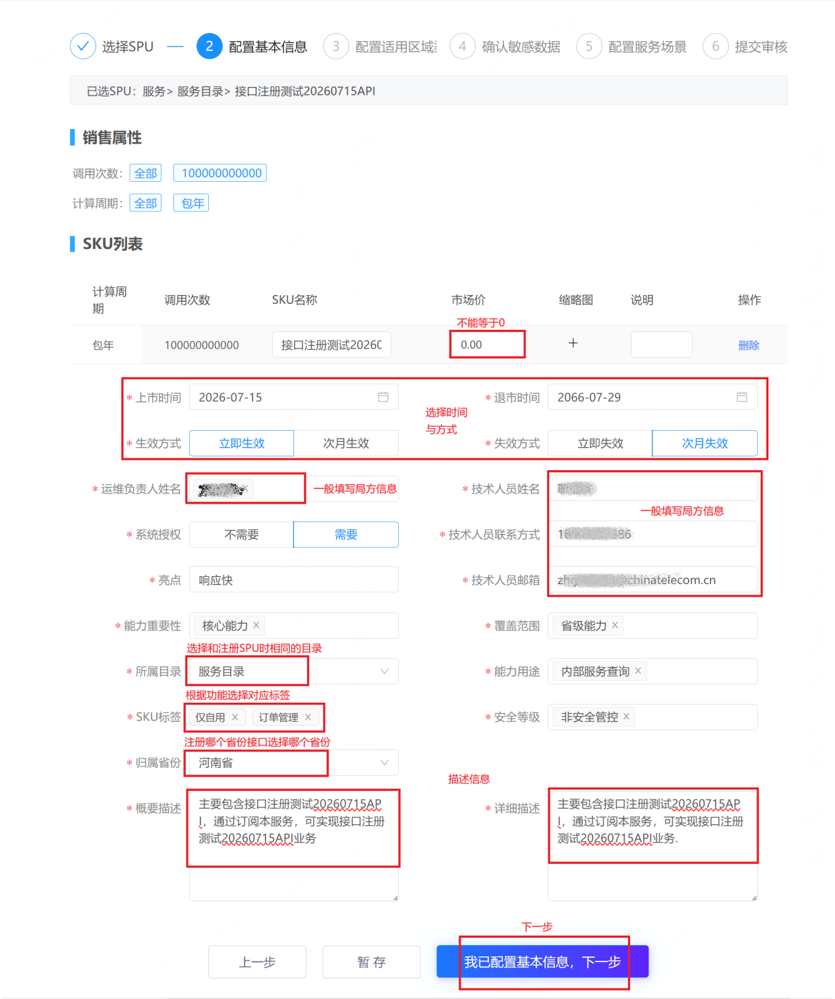 选择SPU
2 配置基本信息
3 配置适用区域
4 确认敏感数据
5 配置服务场景
6 提交审核
已选SPU：服务> 服务目录> 接口注册测试20260715API
销售属性
调用次数： 全部 100000000000
计算周期： 全部 包年
SKU列表
计算周期 调用次数 SKU名称 市场价 缩略图 说明 操作
不能等于0
包年 100000000000 接口注册测试2026 0.00 + 删除
* 上市时间 2026-07-15 * 退市时间 2066-07-29
选择时间
与方式
* 生效方式 立即生效 次月生效 * 失效方式 立即失效 次月失效
* 运维负责人姓名 一般填写局方信息 * 技术人员姓名
一般填写局方信息
* 系统授权 不需要 需要 * 技术人员联系方式
* 亮点 响应快 * 技术人员邮箱 @chinatelecom.cn
* 能力重要性 核心能力 × * 覆盖范围 省级能力 ×
选择和注册SPU时相同的目录
* 所属目录 服务目录 * 能力用途 内部服务查询 ×
根据功能选择对应标签
* SKU标签 仅自用 × 订单管理 × * 安全等级 非安全管控 ×
注册哪个省份接口选择哪个省份
* 归属省份 河南省
描述信息
* 概要描述
主要包含接口注册测试20260715AP
I，通过订阅本服务，可实现接口注册
测试20260715API业务
* 详细描述
主要包含接口注册测试20260715AP
I，通过订阅本服务，可实现接口注册
测试20260715API业务.
下一步
上一步 暂 存 我已配置基本信息，下一步